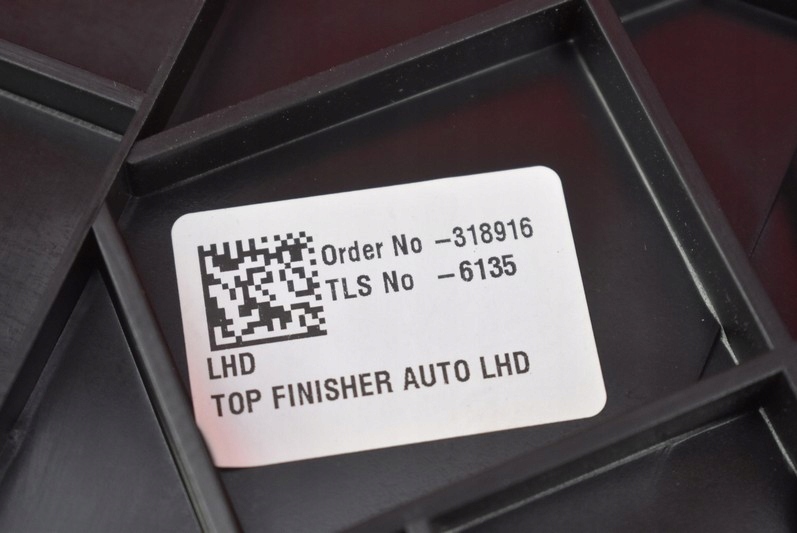 Order No -318916
TLS No -6135
LHD
TOP FINISHER AUTO LHD